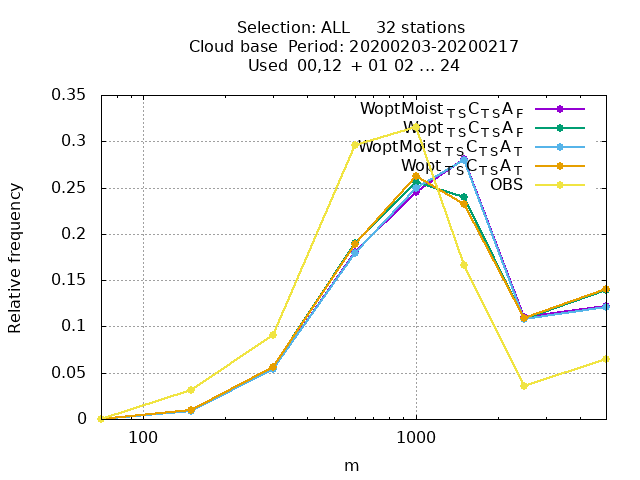 Selection: ALL 32 stations
Cloud base Period: 20200203-20200217
Used 00,12 + 01 02 ... 24
0.35
0.3
0.25
0.2
0.15
0.1
0.05
0
Relative frequency
WoptMoist TS C TS A F
Wopt TS C TS A F
WoptMoist TS C TS A T
Wopt TS C TS A T
OBS
100 1000
m